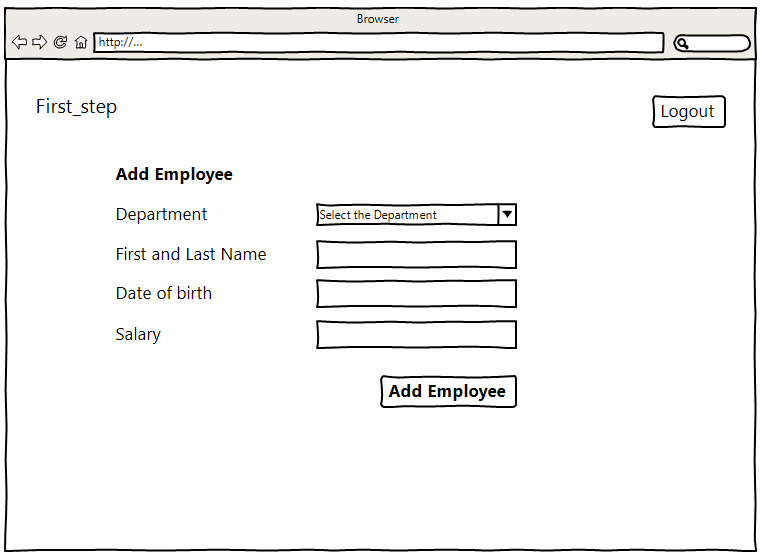 Browser
http://...
First_step
Logout
Add Employee
Department
Select the Department
First and Last Name
Date of birth
Salary
Add Employee